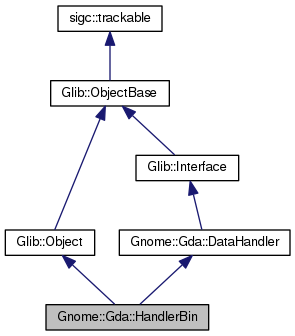 sigc::trackable
Glib::ObjectBase
Glib::Interface
Glib::Object
Gnome::Gda::DataHandler
Gnome::Gda::HandlerBin